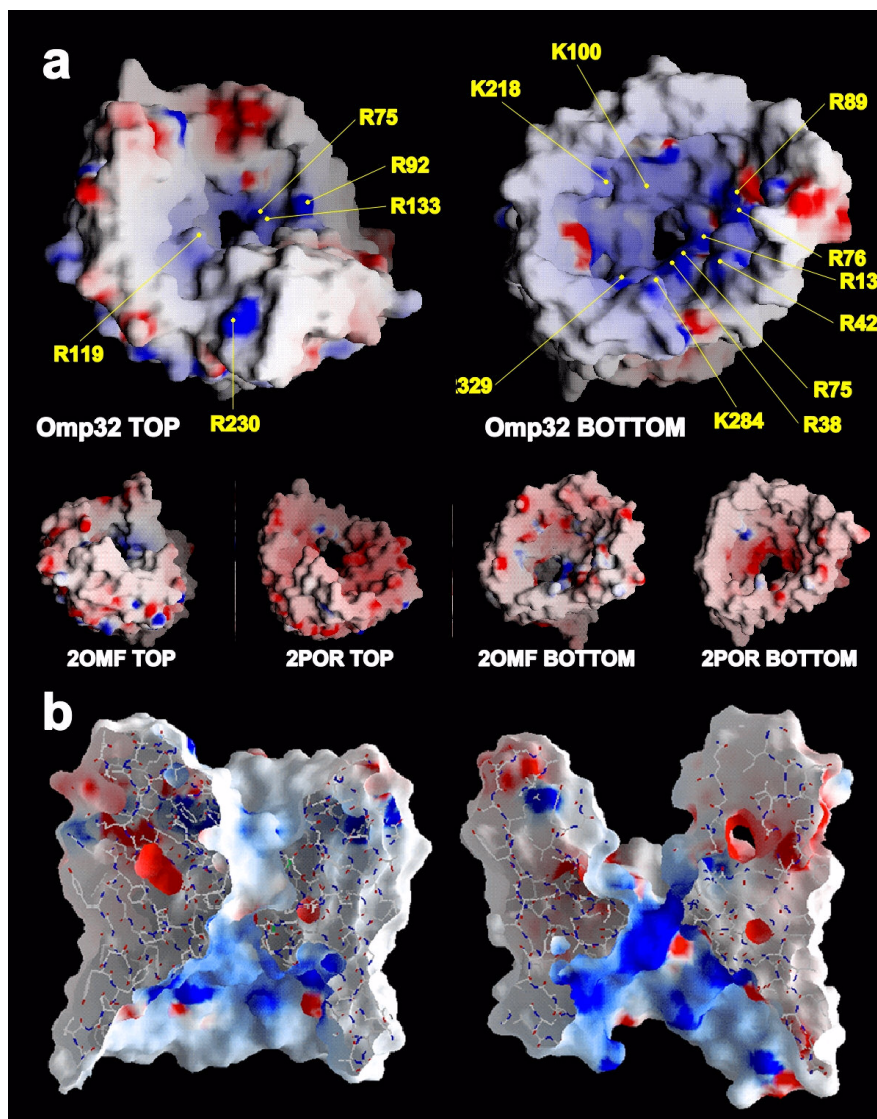 a
K100
K218
R75
R89
R92
R133
R76
R13
R42
R119
329
R75
R230
K284
R38
Omp32 TOP
Omp32 BOTTOM
2OMF TOP
2POR TOP
2OMF BOTTOM
2POR BOTTOM
b